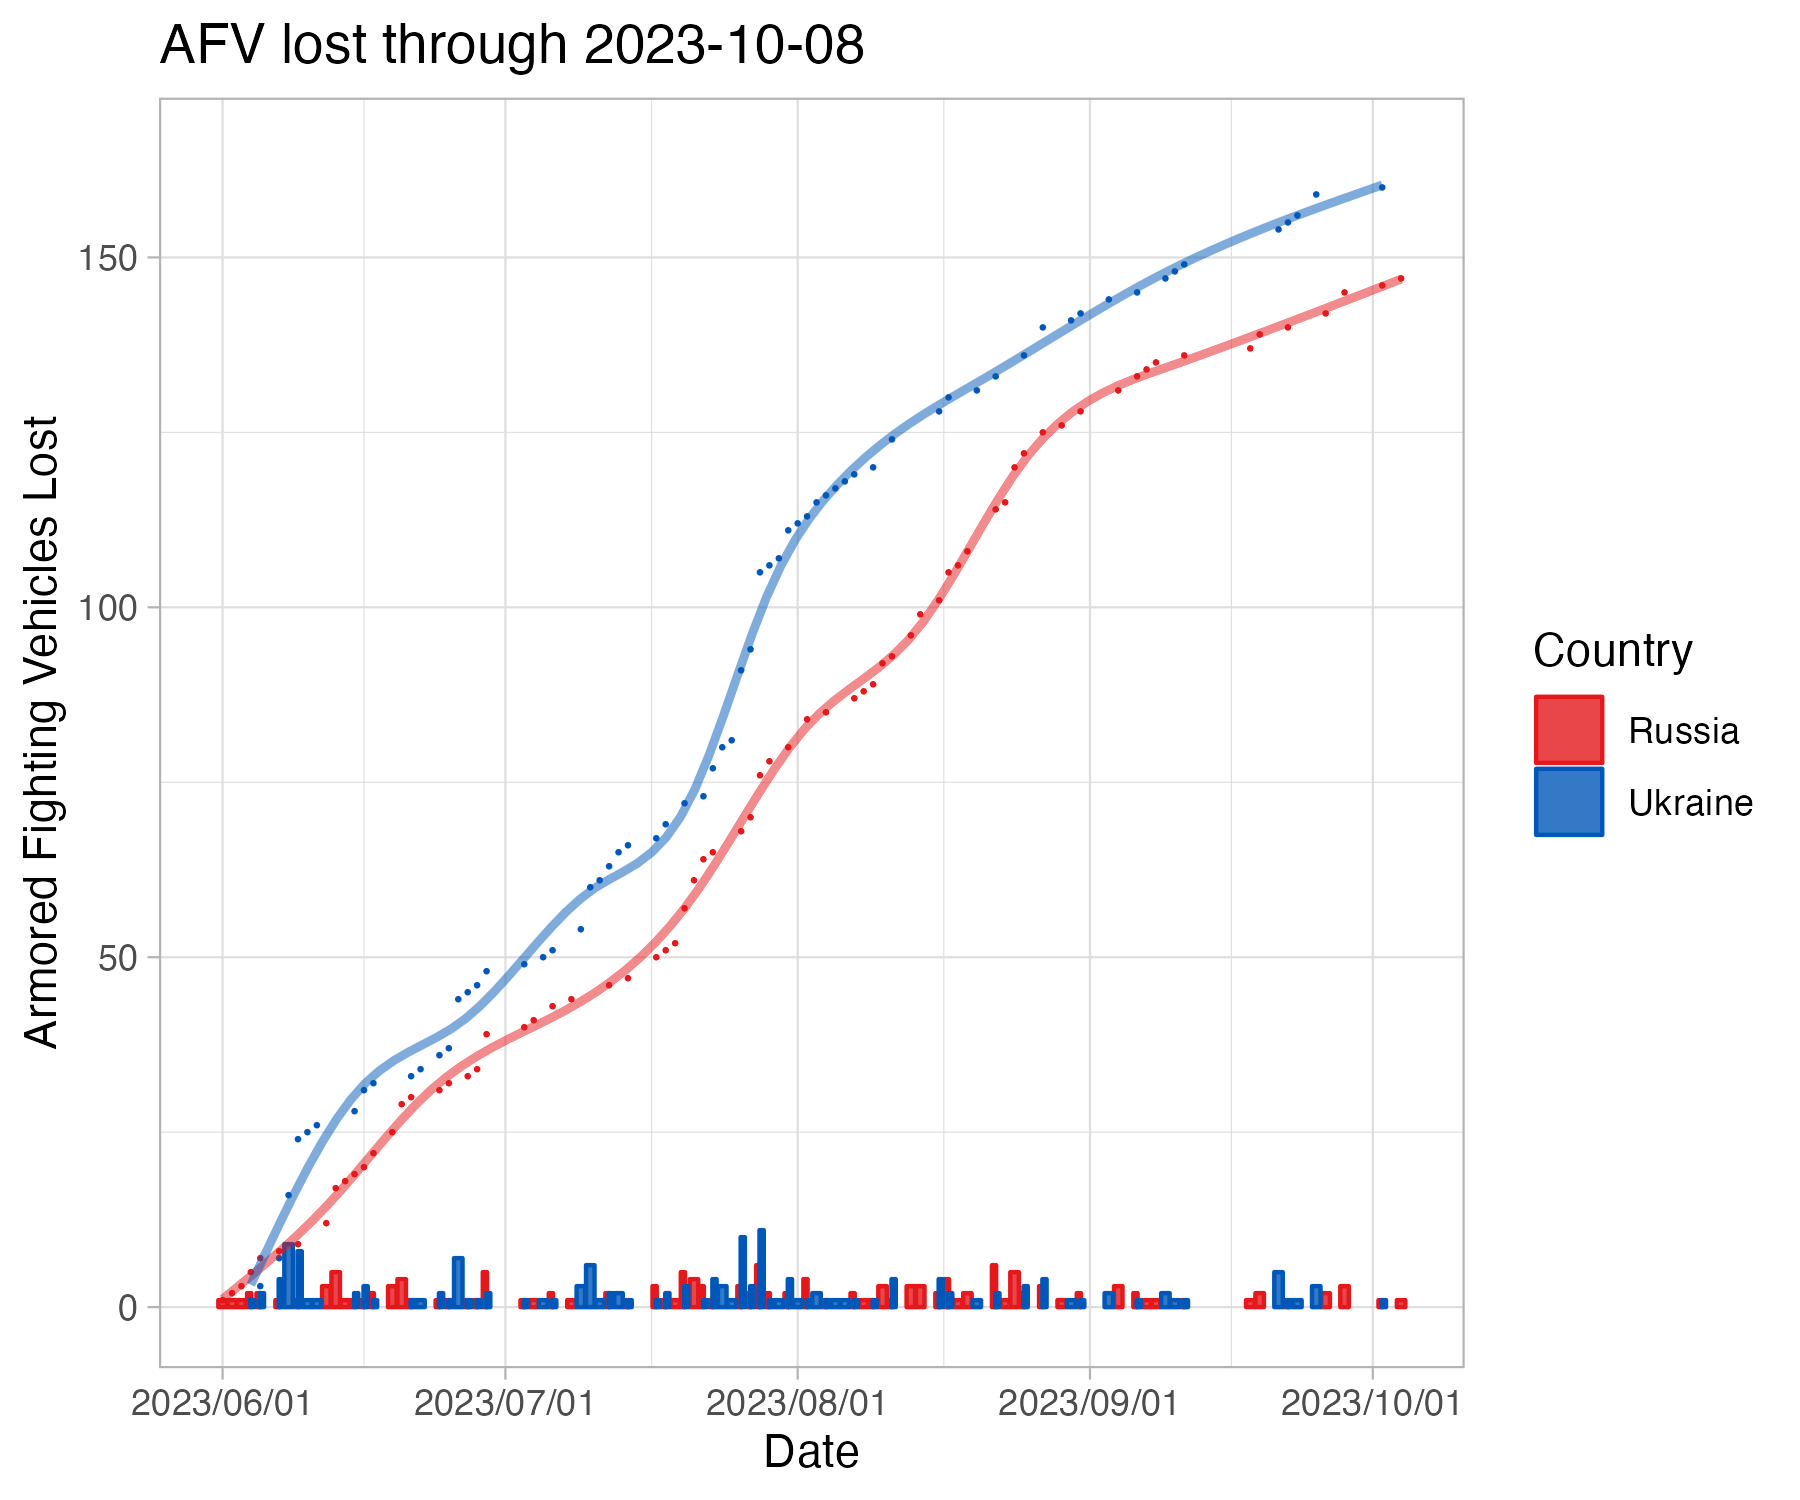 AFV lost through 2023-10-08
Armored Fighting Vehicles Lost
150
100
50
0
2023/06/01
2023/07/01
2023/08/01
2023/09/01
2023/10/01
Date
Country
Russia
Ukraine